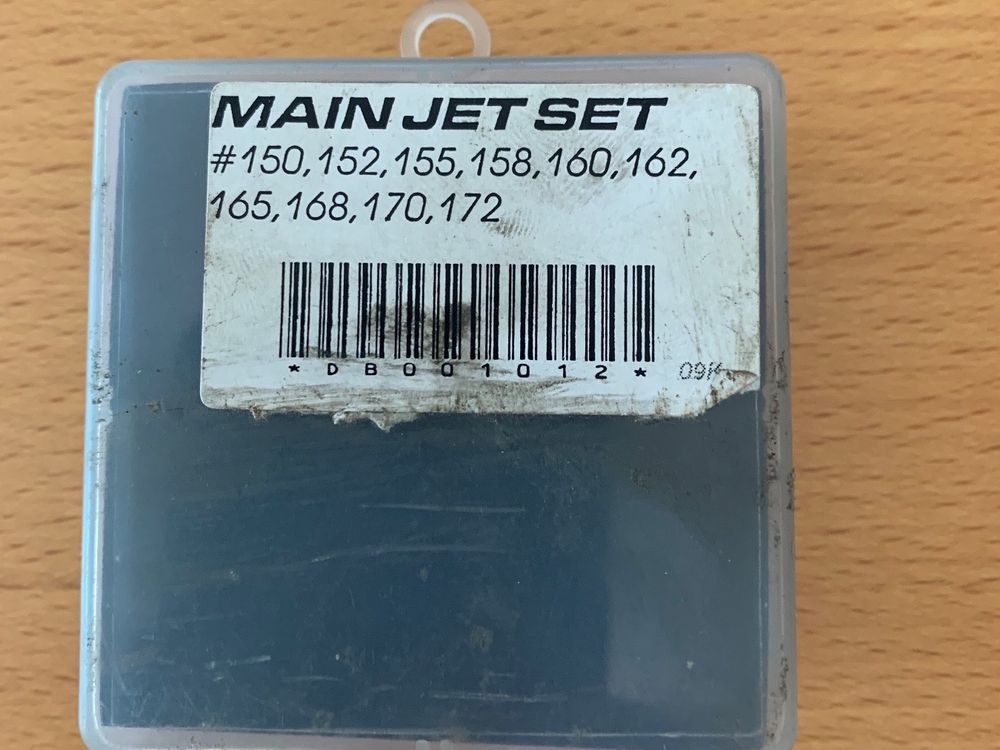 MAIN JET SET
#150,152,155,158,160,162,
165,168,170,172
*DB001012*